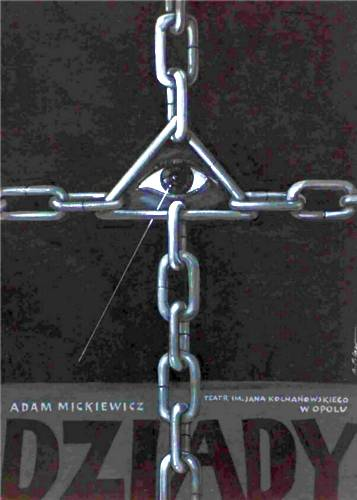 ADAM MICKIEWICZ
TEATR IM. JANA KOCHANOWSKIEGO
W OPOLU
DZIADY